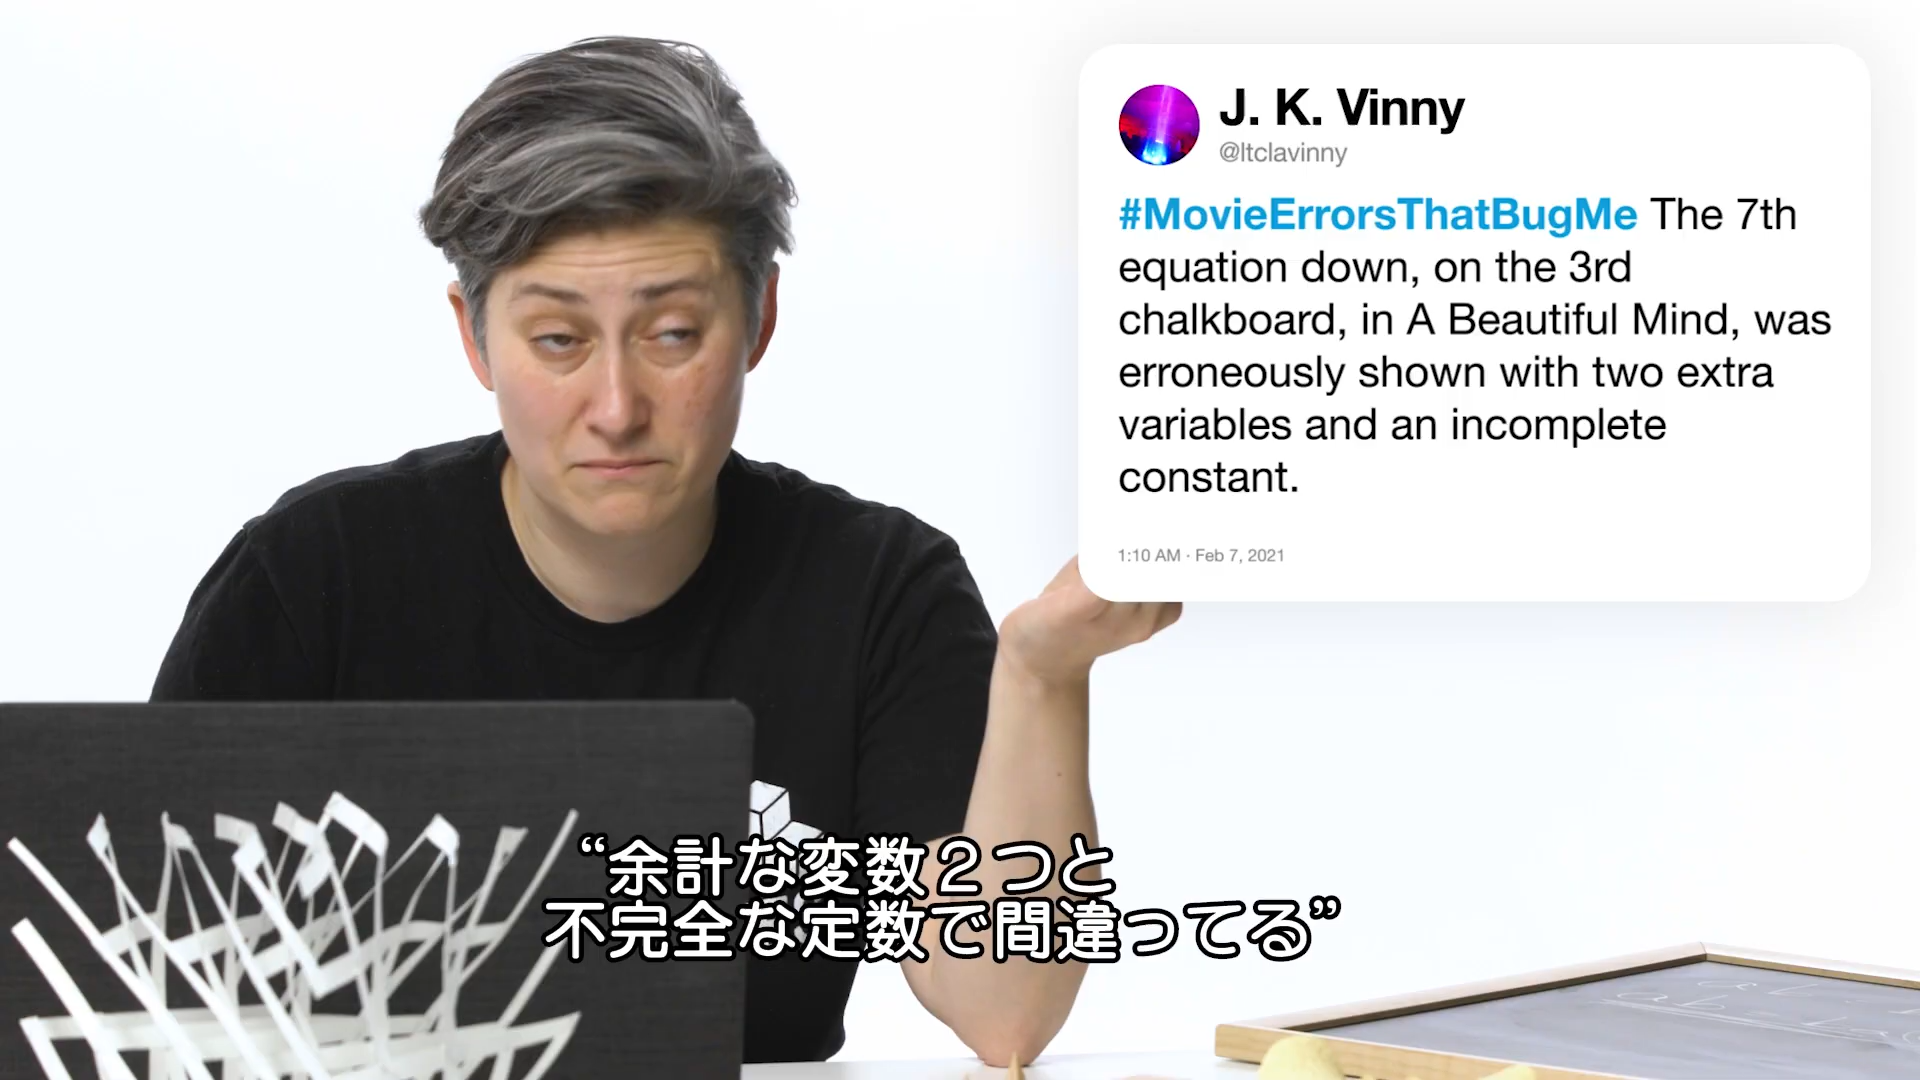 J. K. Vinny
@ltclavinny
#MovieErrorsThatBugMe The 7th
equation down, on the 3rd
chalkboard, in A Beautiful Mind, was
erroneously shown with two extra
variables and an incomplete
constant.
1:10 AM · Feb 7, 2021
“余計な変数２つと
不完全な定数で間違ってる”